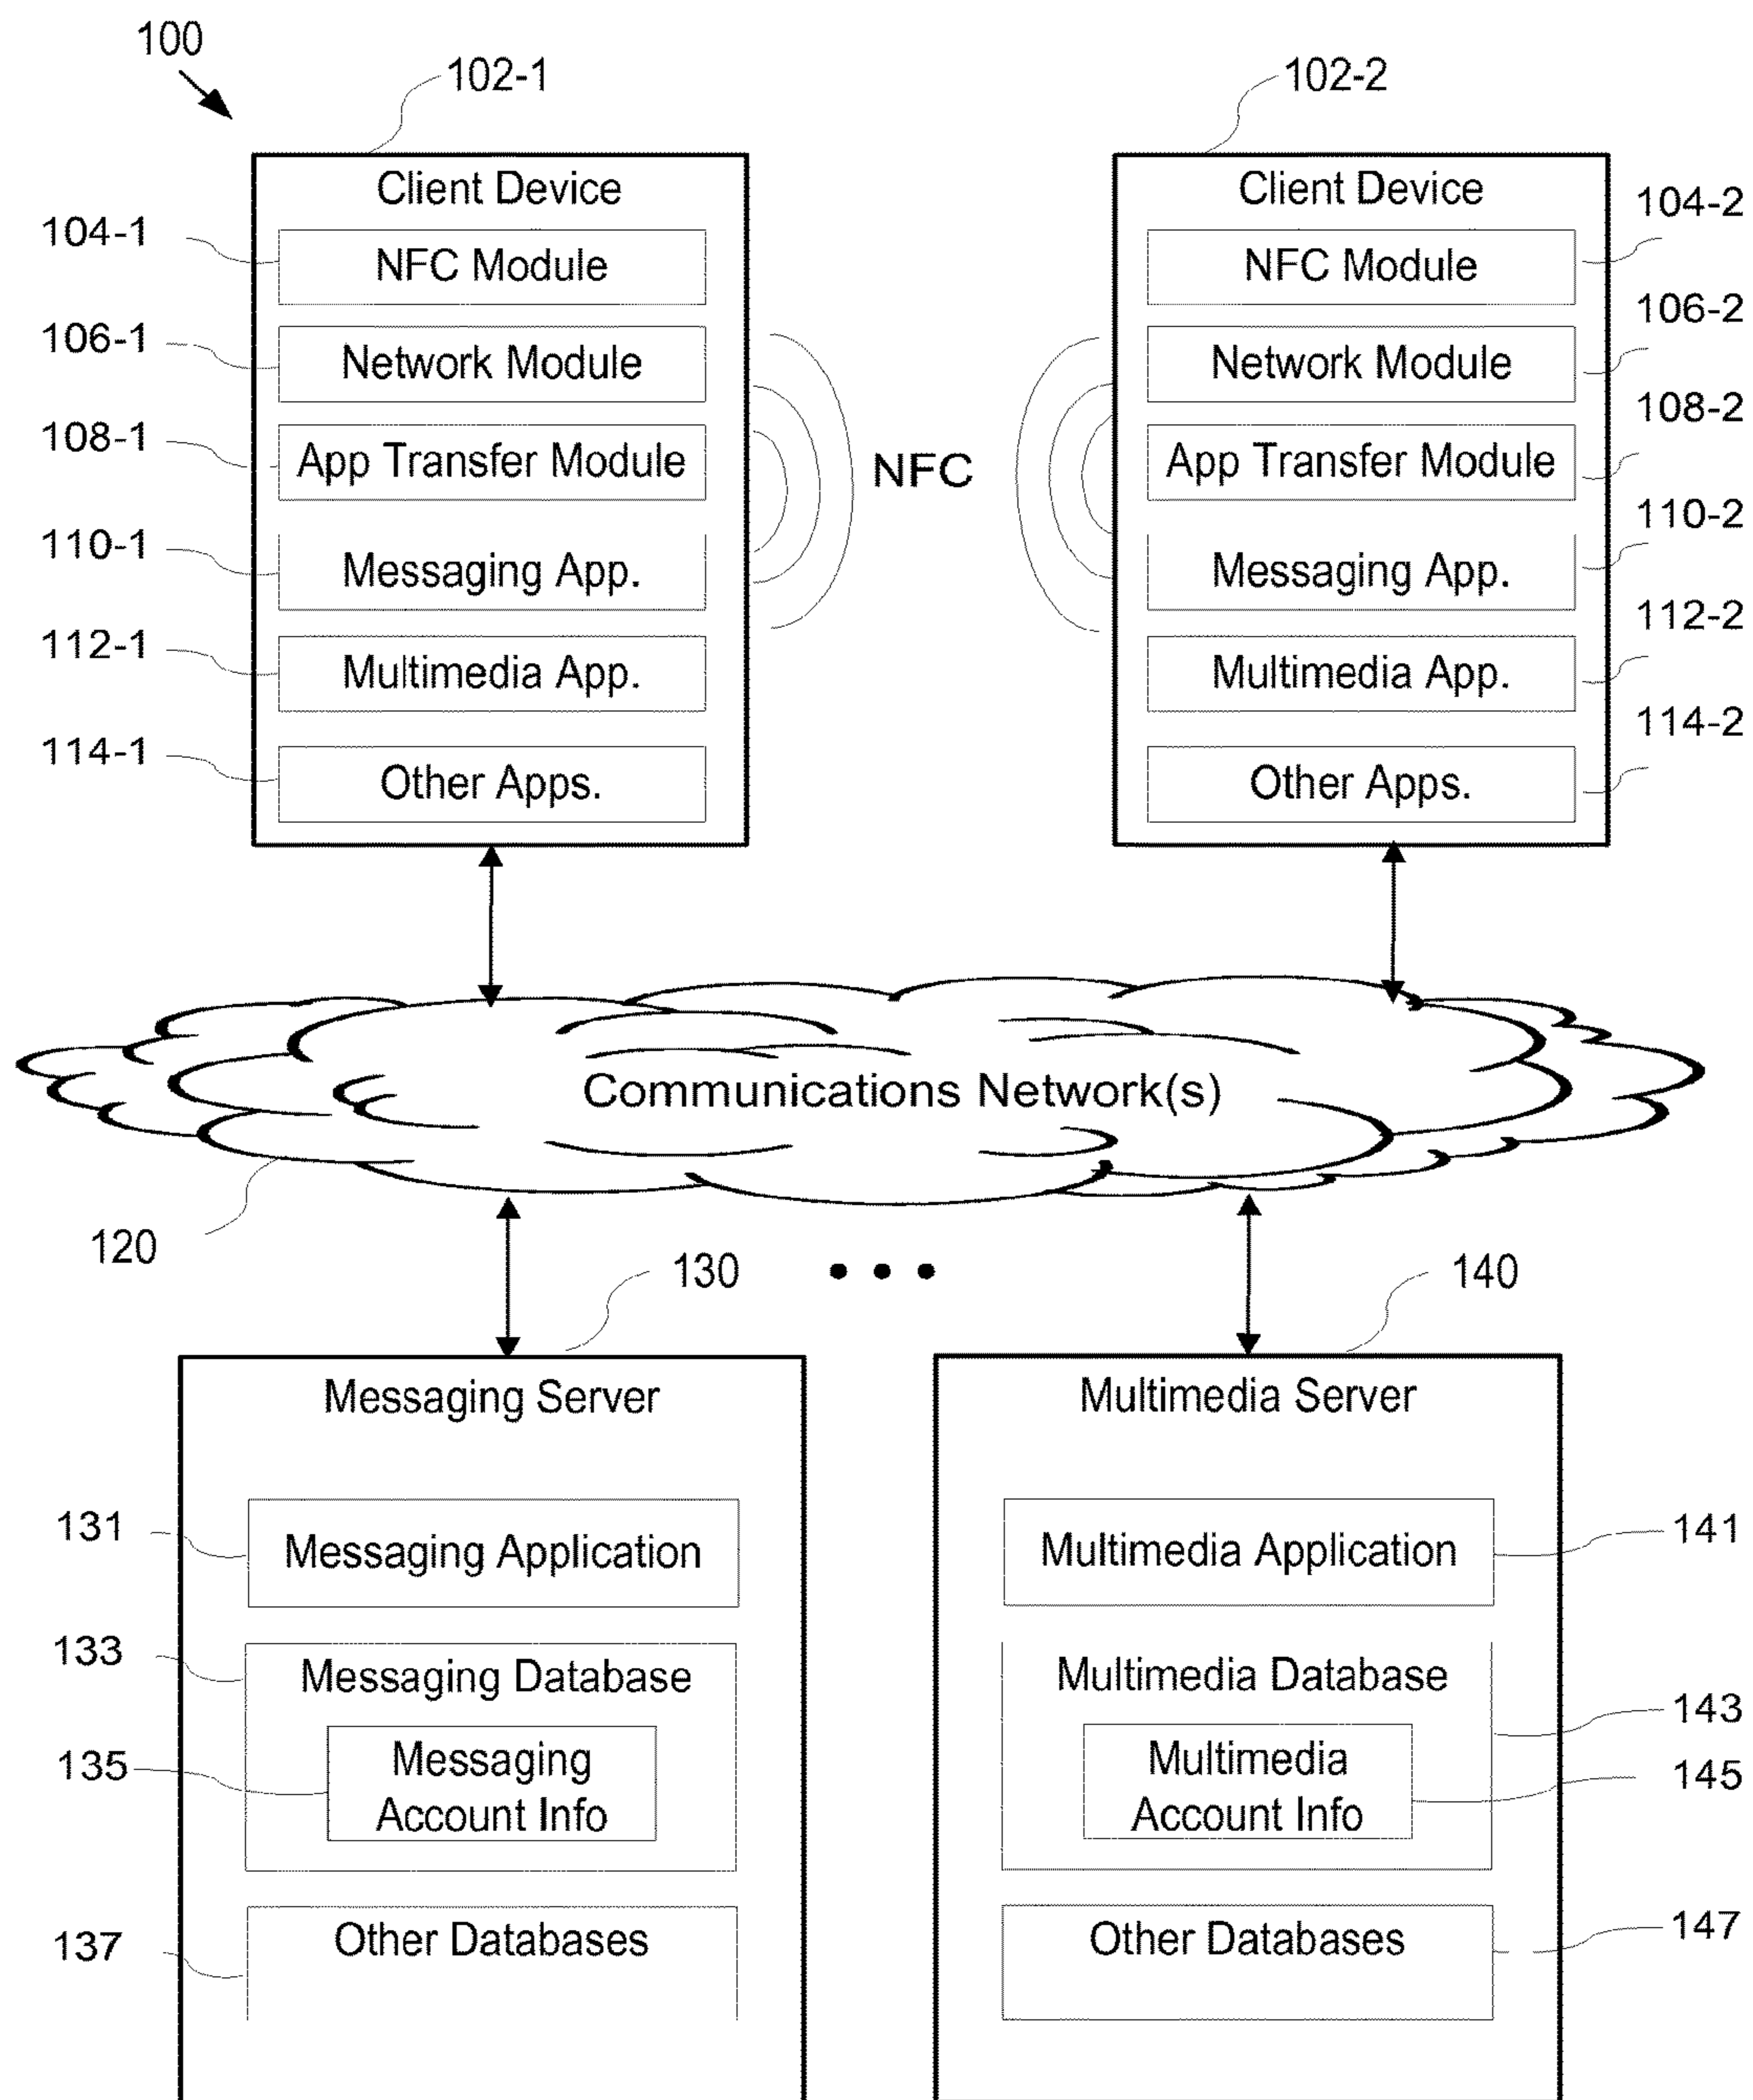 100
102-1
102-2
Client Device
Client Device
104-1
NFC Module
NFC Module
104-2
106-1
Network Module
Network Module
106-2
108-1
App Transfer Module
NFC
App Transfer Module
108-2
110-1
Messaging App.
Messaging App.
110-2
112-1
Multimedia App.
Multimedia App.
112-2
114-1
Other Apps.
Other Apps.
114-2
Communications Network(s)
120
130
• • •
140
Messaging Server
Multimedia Server
131
Messaging Application
Multimedia Application
141
133
Messaging Database
Multimedia Database
143
135
Messaging
Account Info
Multimedia
Account Info
145
137
Other Databases
Other Databases
147